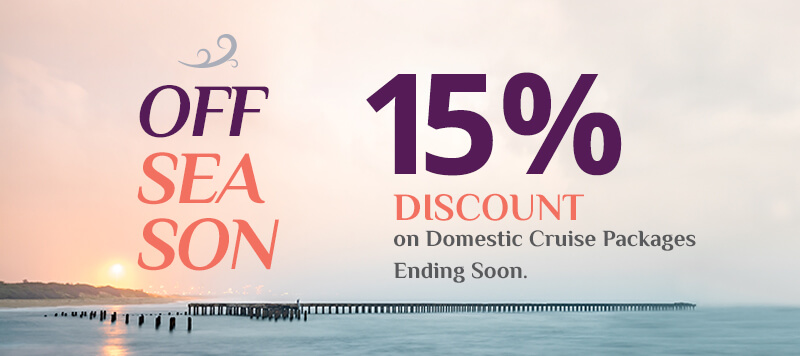 OFF
SEA
SON
15%
DISCOUNT
on Domestic Cruise Packages
Ending Soon.